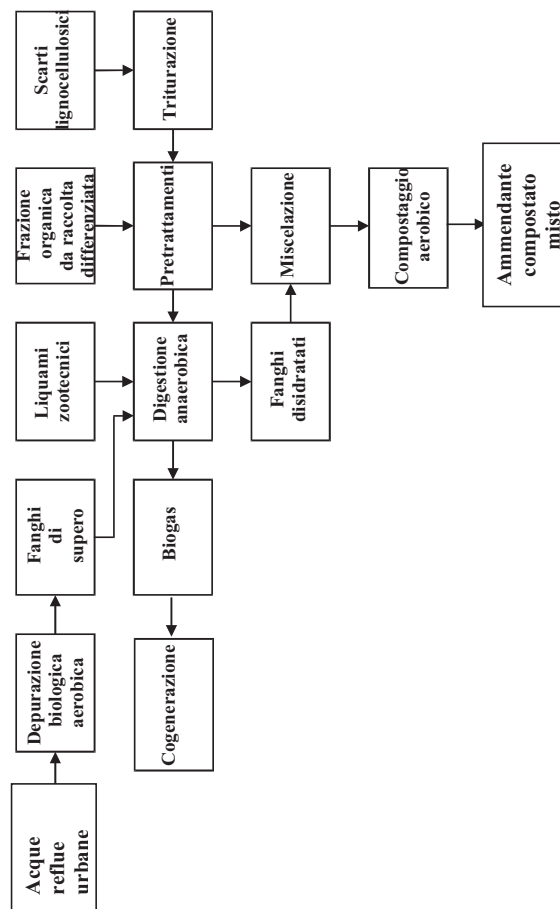 Acque
reflue
urbane
Depurazione
biologica
aerobica
Fanghi
di
supero
Liquami
zootecnici
Frazione
organica
da raccolta
differenziata
Scarti
lignocellulosici
Cogenerazione
Biogas
Digestione
anaerobica
Pretrattamenti
Triturazione
Fanghi
disidratati
Miscelazione
Compostaggio
aerobico
Ammendante
compostato
misto